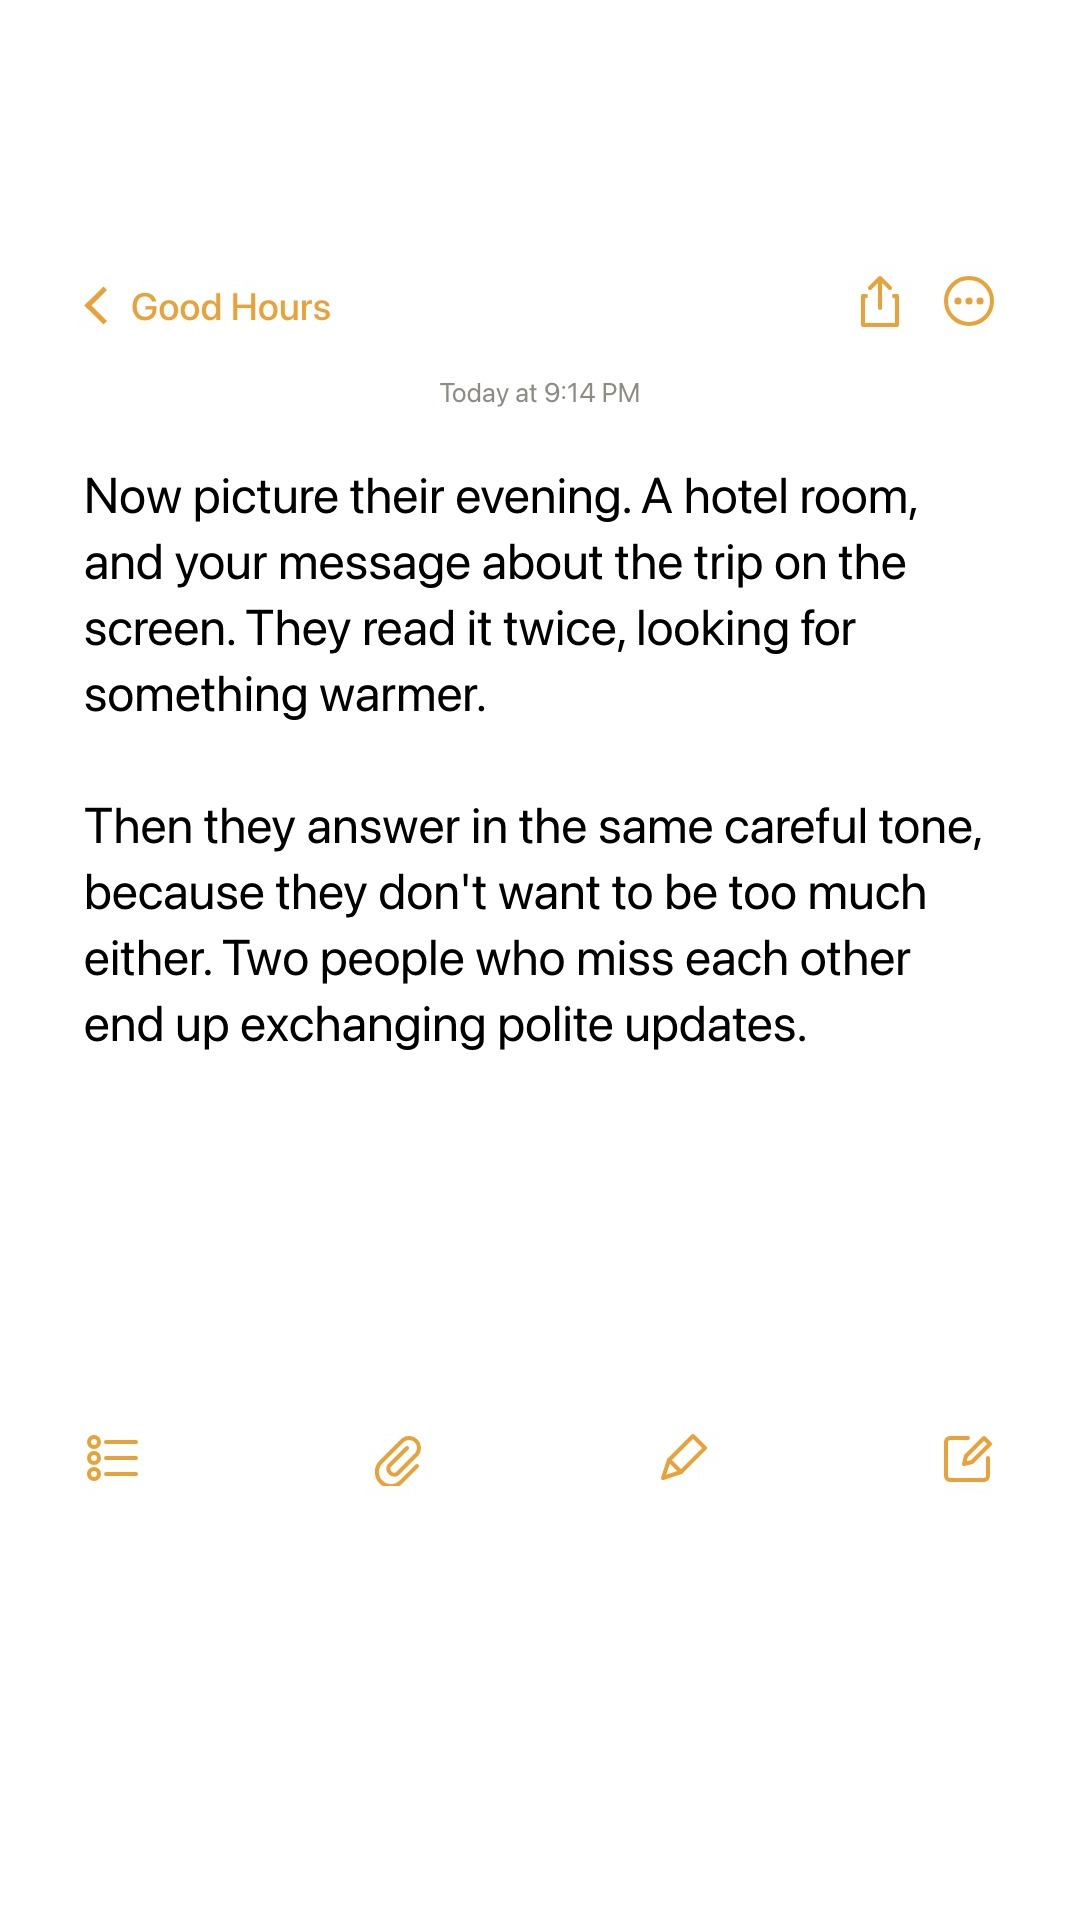 Good Hours
Today at 9:14 PM
Now picture their evening. A hotel room,
and your message about the trip on the
screen. They read it twice, looking for
something warmer.
Then they answer in the same careful tone,
because they don't want to be too much
either. Two people who miss each other
end up exchanging polite updates.